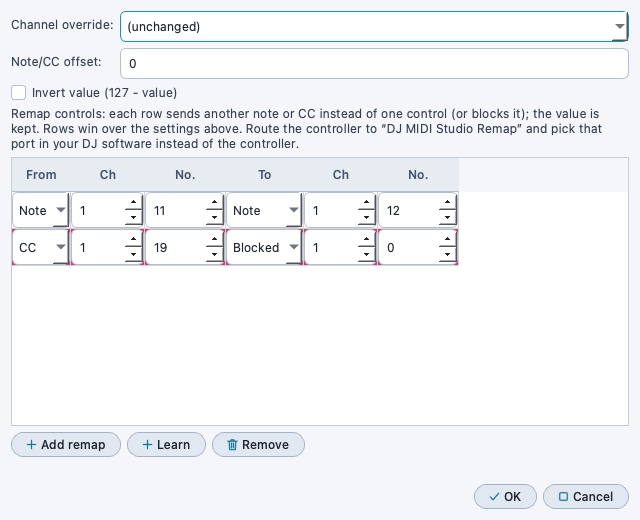 Channel override: (unchanged)
Note/CC offset: 0
Invert value (127 - value)
Remap controls: each row sends another note or CC instead of one control (or blocks it); the value is
kept. Rows win over the settings above. Route the controller to “DJ MIDI Studio Remap” and pick that
port in your DJ software instead of the controller.
From Ch No. To Ch No.
Note 1 11 Note 1 12
CC 1 19 Blocked 1 0
Add remap Learn Remove
OK Cancel